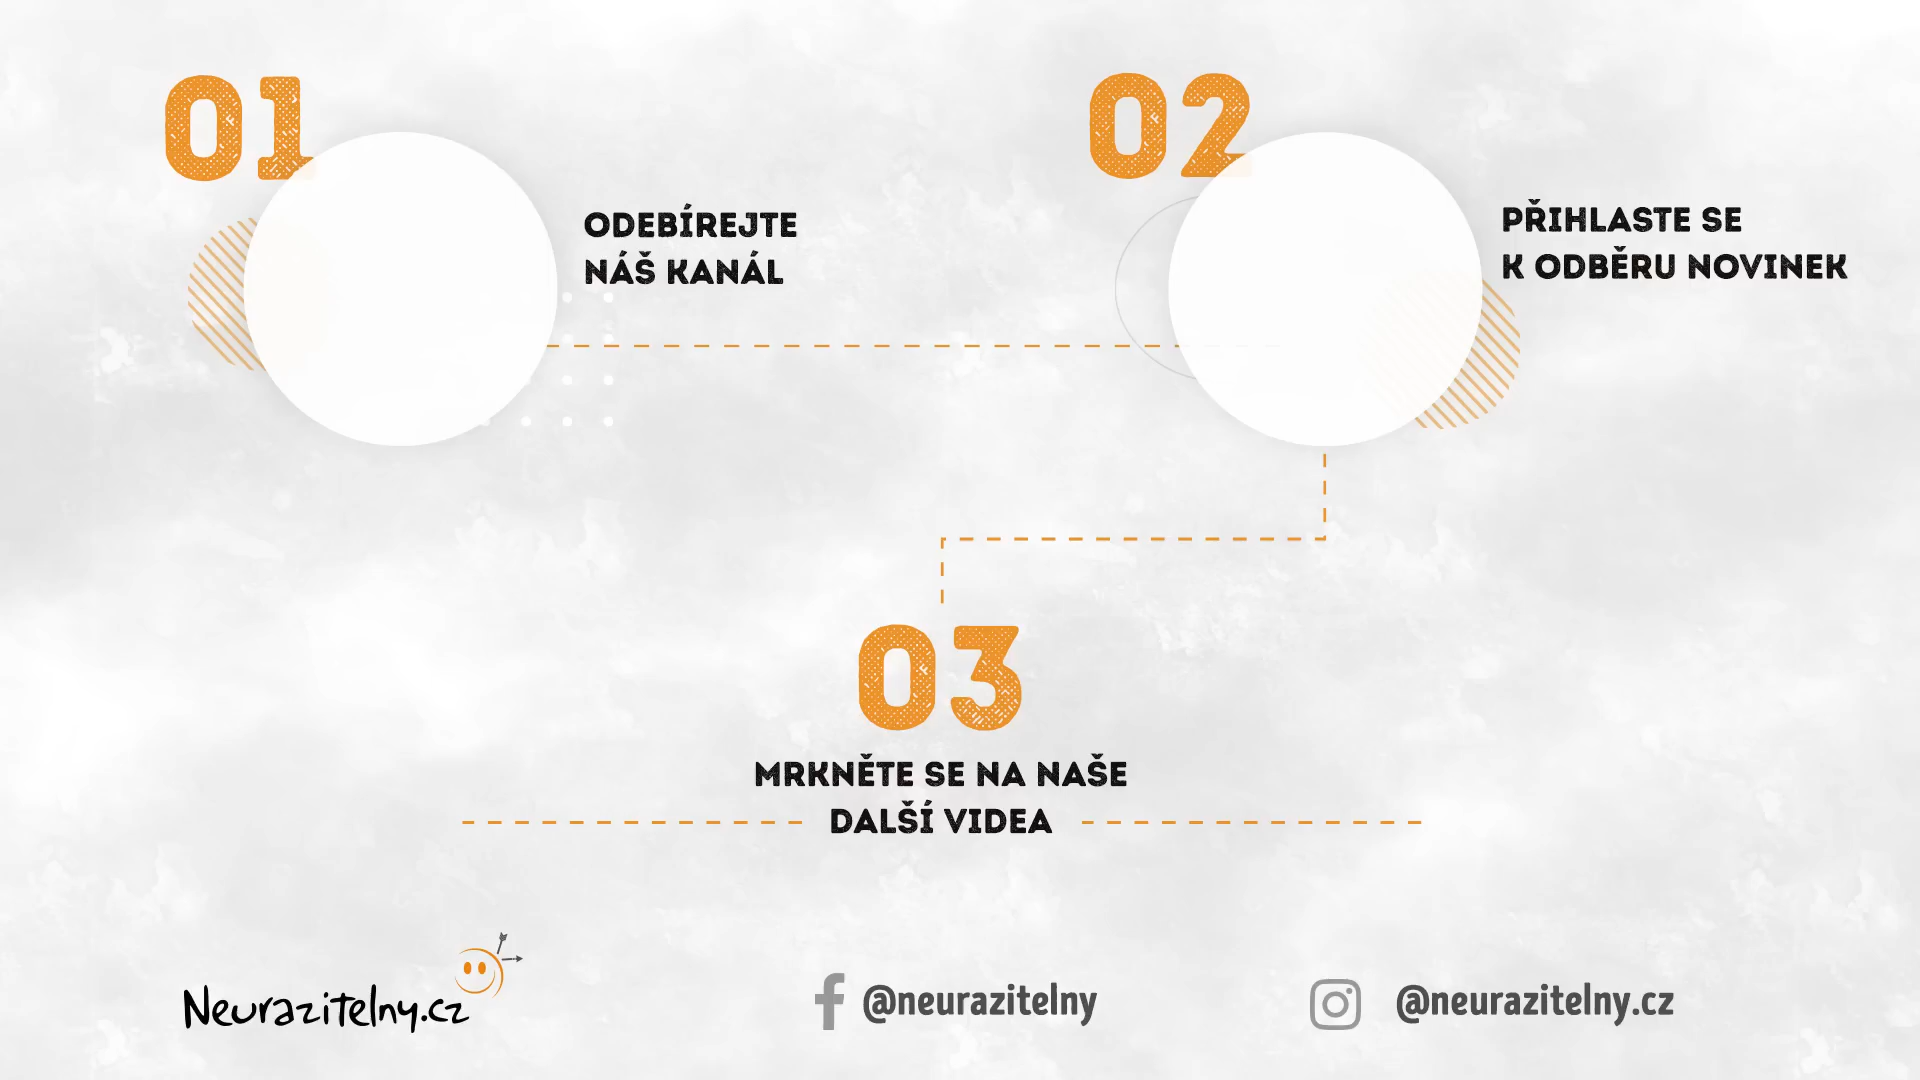 01
ODEBÍREJTE
NÁŠ KANÁL
02
PŘIHLASTE SE
K ODBĚRU NOVINEK
03
MRKNĚTE SE NA NAŠE
DALŠÍ VIDEA
Neurazitelny.cz
@neurazitelny
@neurazitelny.cz